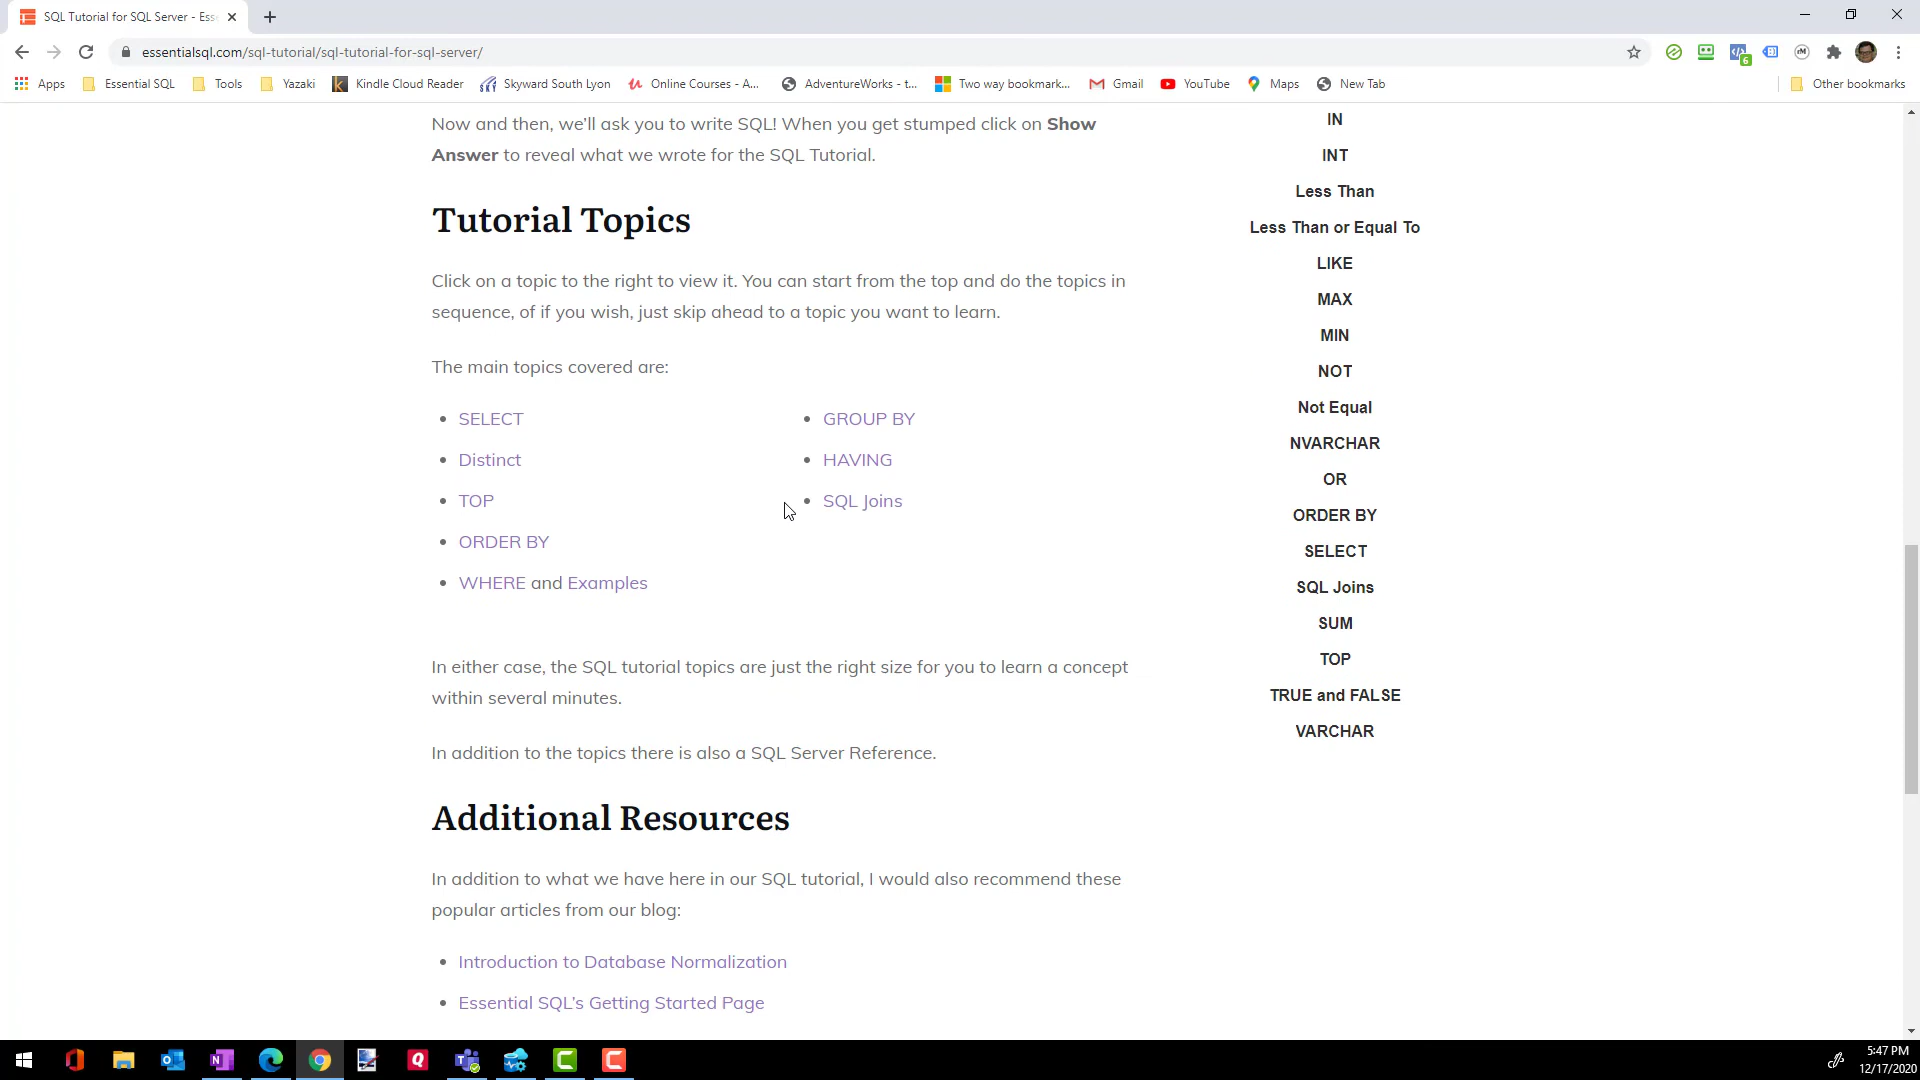 SQL Tutorial for SQL Server - Ess
essentialsql.com/sql-tutorial/sql-tutorial-for-sql-server/
6
Apps
Essential SQL
Tools
Yazaki
Kindle Cloud Reader
Skyward South Lyon
Online Courses - A...
AdventureWorks - t...
Two way bookmark...
Gmail
YouTube
Maps
New Tab
Other bookmarks
Now and then, we'll ask you to write SQL! When you get stumped click on Show
Answer to reveal what we wrote for the SQL Tutorial.
Tutorial Topics
Click on a topic to the right to view it. You can start from the top and do the topics in
sequence, of if you wish, just skip ahead to a topic you want to learn.
The main topics covered are:
• SELECT
• Distinct
• TOP
• ORDER BY
• WHERE and Examples
• GROUP BY
• HAVING
• SQL Joins
In either case, the SQL tutorial topics are just the right size for you to learn a concept
within several minutes.
In addition to the topics there is also a SQL Server Reference.
Additional Resources
In addition to what we have here in our SQL tutorial, I would also recommend these
popular articles from our blog:
• Introduction to Database Normalization
• Essential SQL's Getting Started Page
IN
INT
Less Than
Less Than or Equal To
LIKE
MAX
MIN
NOT
Not Equal
NVARCHAR
OR
ORDER BY
SELECT
SQL Joins
SUM
TOP
TRUE and FALSE
VARCHAR
5:47 PM
12/17/2020